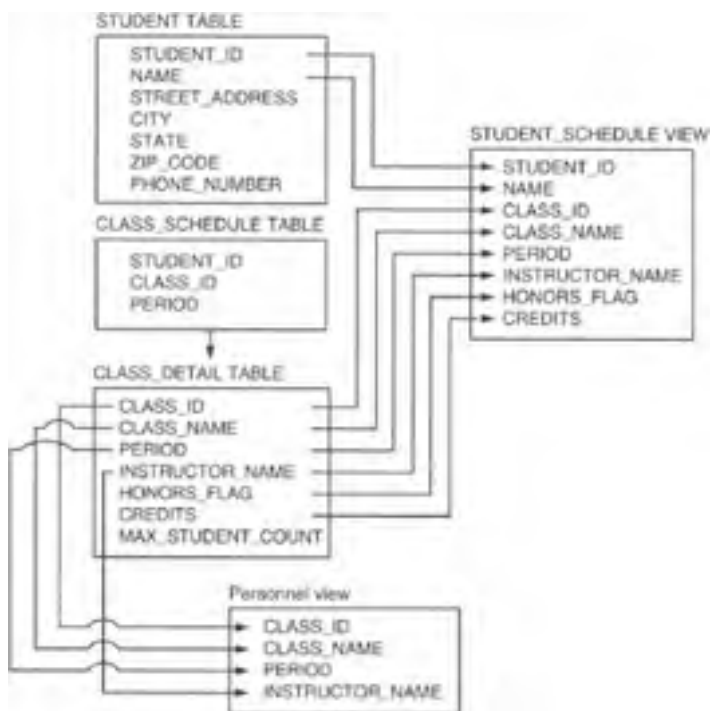 STUDENT TABLE
STUDENT_ID
NAME
STREET_ADDRESS
CITY
STATE
ZIP_CODE
PHONE_NUMBER
CLASS_SCHEDULE TABLE
STUDENT_ID
CLASS_ID
PERIOD
CLASS_DETAIL TABLE
CLASS_ID
CLASS_NAME
PERIOD
INSTRUCTOR_NAME
HONORS_FLAG
CREDITS
MAX_STUDENT_COUNT
STUDENT_SCHEDULE VIEW
STUDENT_ID
NAME
CLASS_ID
CLASS_NAME
PERIOD
INSTRUCTOR_NAME
HONORS_FLAG
CREDITS
Personnel view
CLASS_ID
CLASS_NAME
PERIOD
INSTRUCTOR_NAME